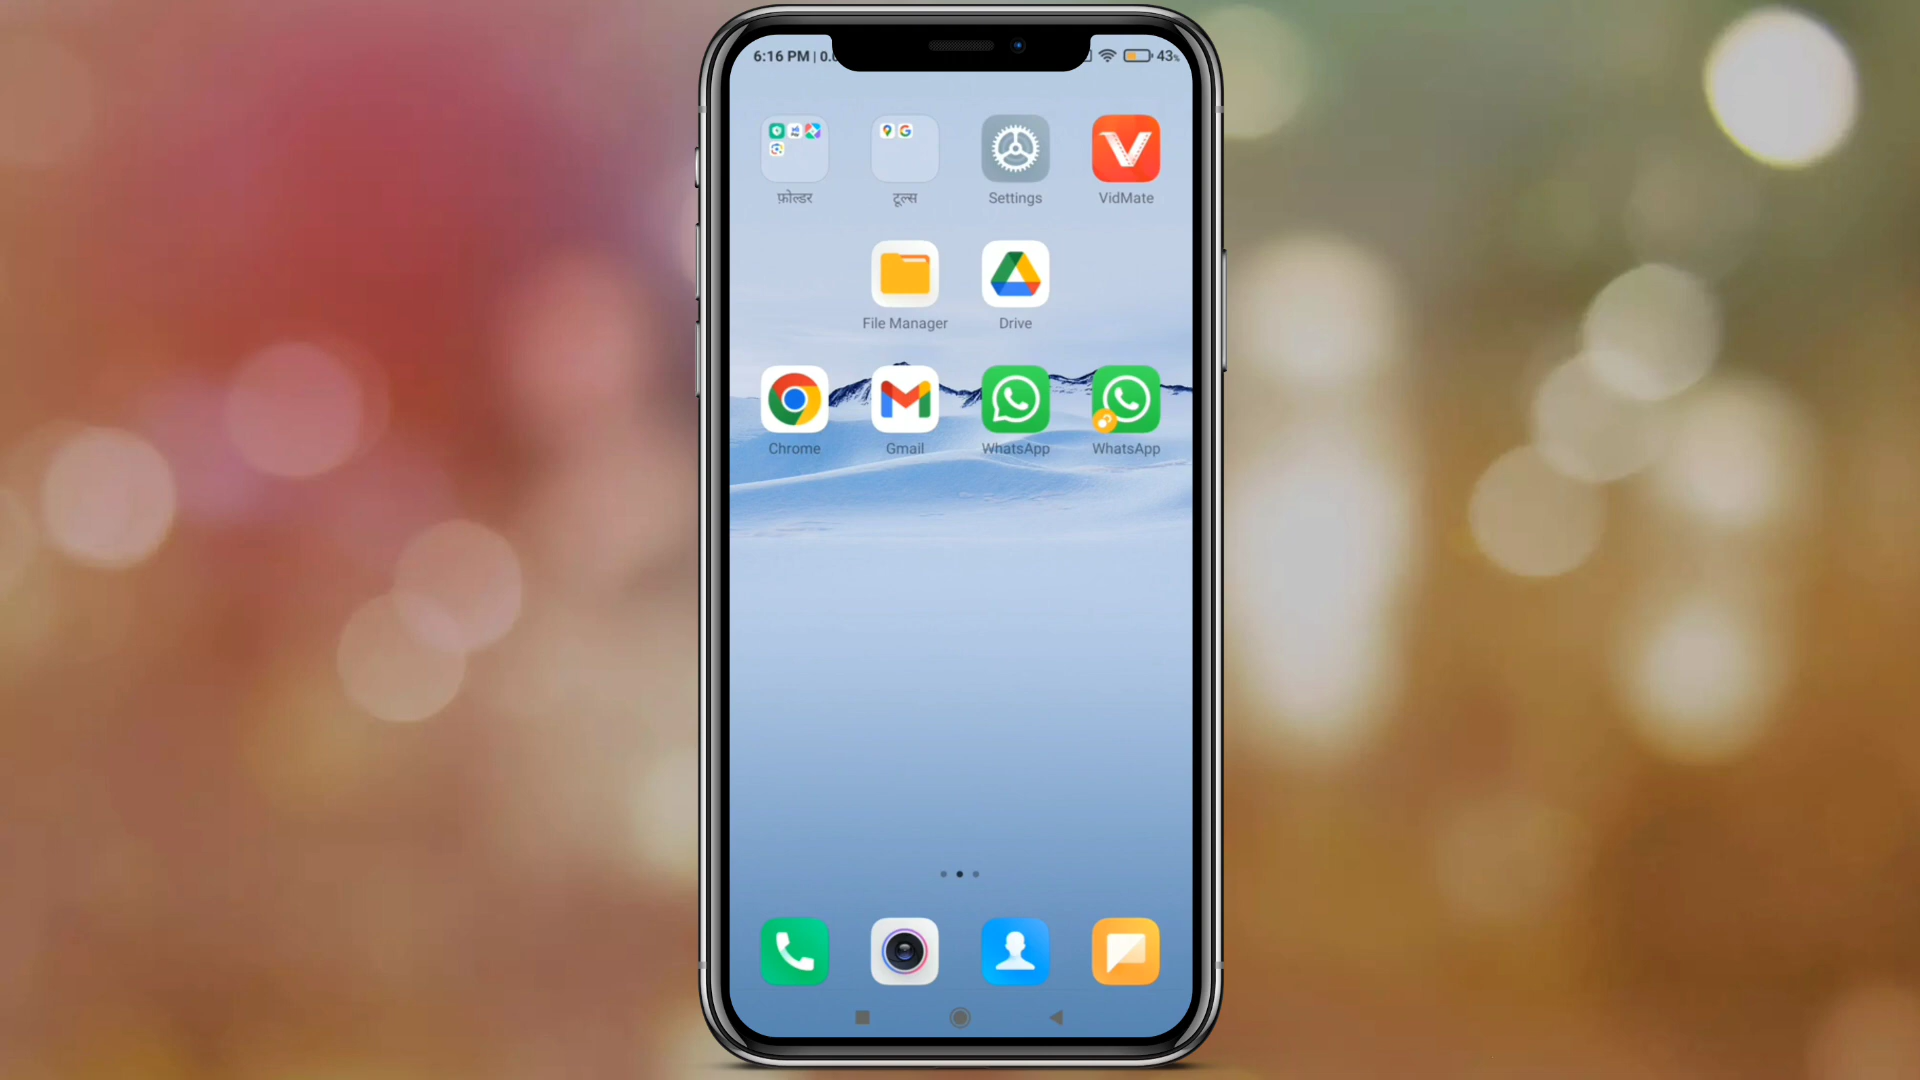 6:16 PM | 0.
43%
फ़ोल्डर
टूल्स
Settings
VidMate
File Manager
Drive
Chrome
Gmail
WhatsApp
WhatsApp